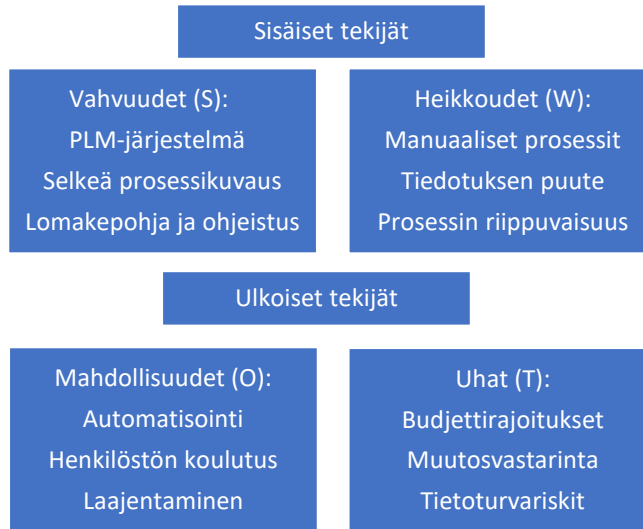 Sisäiset tekijät
Vahvuudet (S):
PLM-järjestelmä
Selkeä prosessikuvaus
Lomakepohja ja ohjeistus
Heikkoudet (W):
Manuaaliset prosessit
Tiedotuksen puute
Prosessin riippuvaisuus
Ulkoiset tekijät
Mahdollisuudet (O):
Automatisointi
Henkilöstön koulutus
Laajentaminen
Uhat (T):
Budjettirajoitukset
Muutosvastarinta
Tietoturvariskit